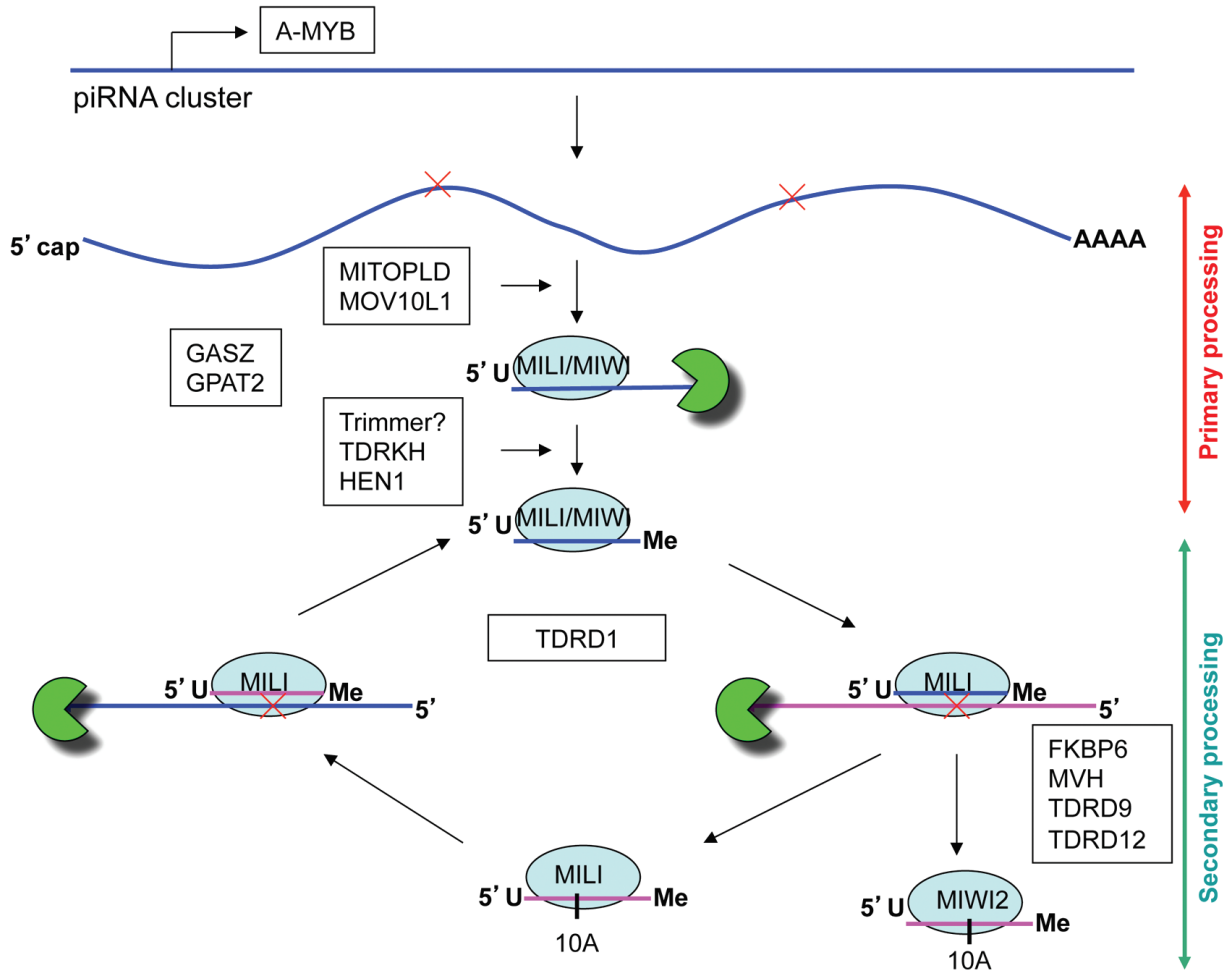 A-MYB
piRNA cluster
5’ cap
AAAA
MITOPLD
MOV10L1
GASZ
GPAT2
5’ U
MILI/MIWI
Trimmer?
TDRKH
HEN1
5’ U
MILI/MIWI
Me
Primary processing
TDRD1
5’ U
MILI
Me
5’
5’ U
MILI
Me
5’
FKBP6
MVH
TDRD9
TDRD12
5’ U
MILI
Me
10A
5’ U
MIWI2
Me
10A
Secondary processing